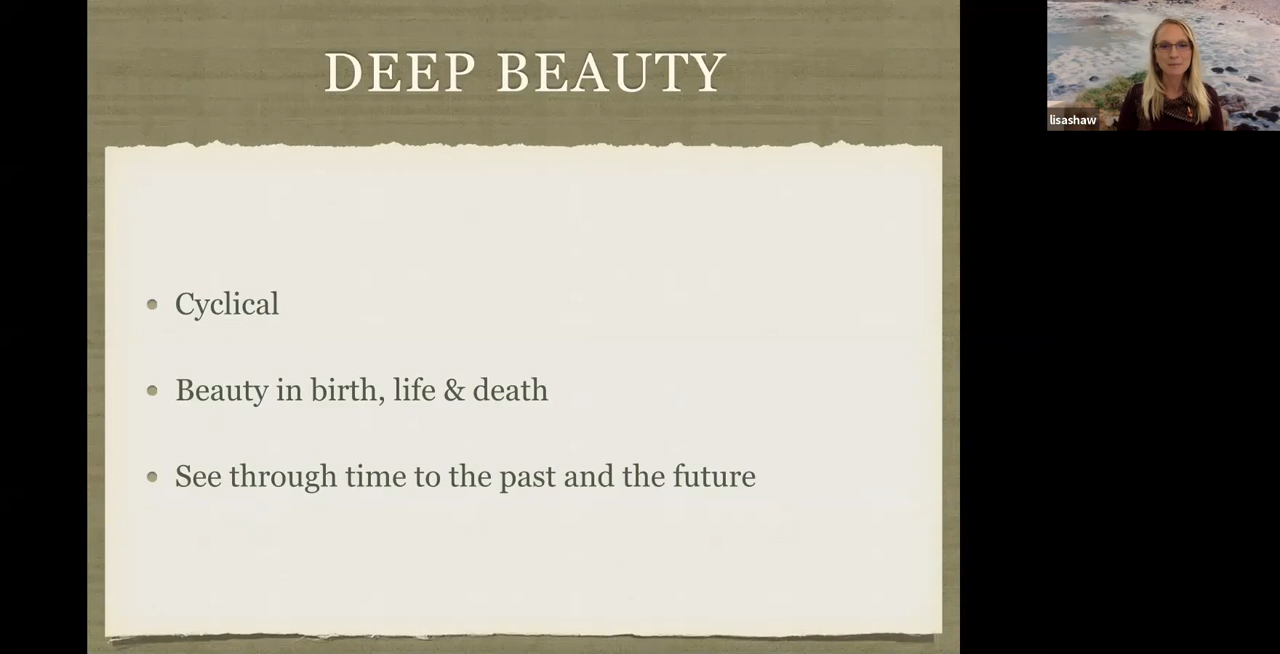 DEEP BEAUTY
lisashaw
Cyclical
Beauty in birth, life & death
See through time to the past and the future